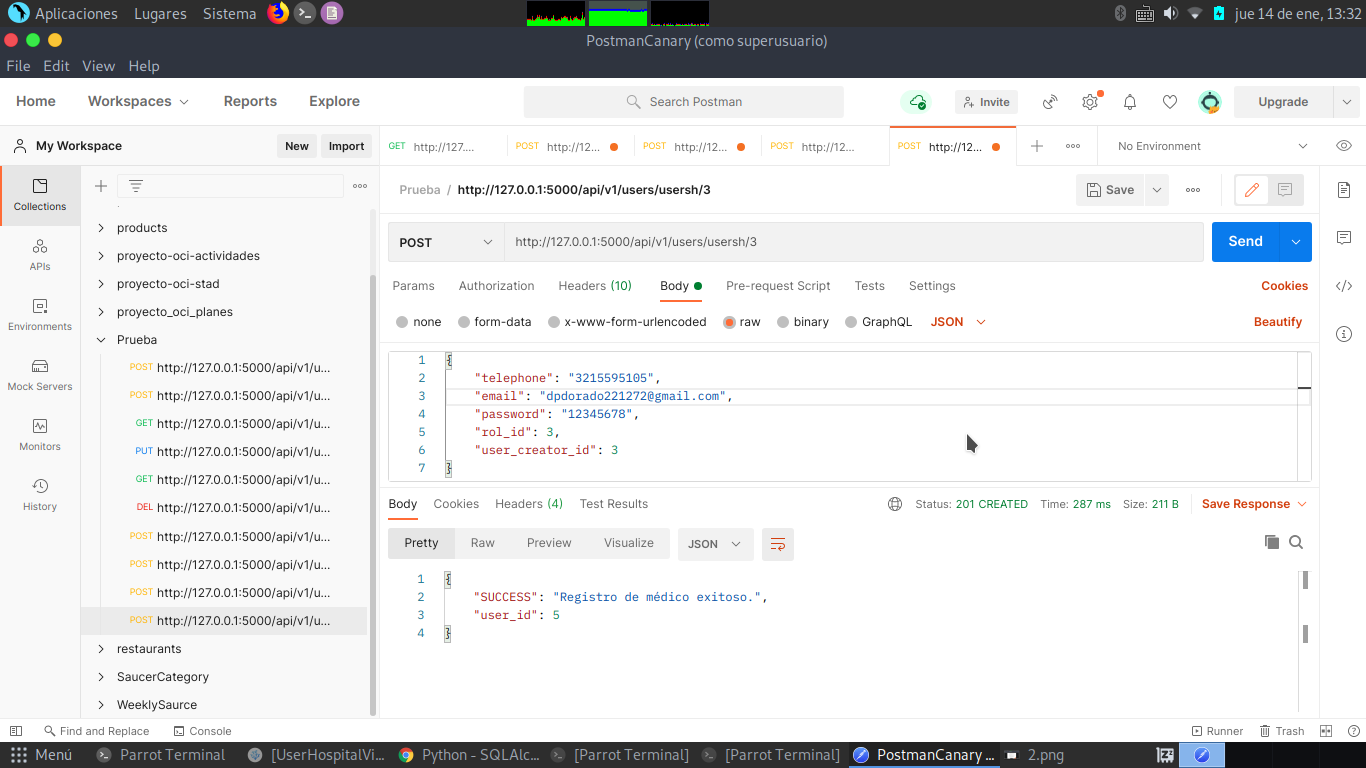 Aplicaciones Lugares Sistema jue 14 de ene, 13:32
PostmanCanary (como superusuario)
File Edit View Help
Home Workspaces Reports Explore Search Postman Invite Upgrade
My Workspace New Import
GET http://127.... POST http://12... POST http://12... POST http://12... POST http://12... No Environment
Prueba / http://127.0.0.1:5000/api/v1/users/usersh/3 Save
POST http://127.0.0.1:5000/api/v1/users/usersh/3 Send
Params Authorization Headers (10) Body Pre-request Script Tests Settings Cookies
none form-data x-www-form-urlencoded raw binary GraphQL JSON Beautify
1 {
2 "telephone": "3215595105",
3 "email": "dpdorado221272@gmail.com",
4 "password": "12345678",
5 "rol_id": 3,
6 "user_creator_id": 3
7 }
Body Cookies Headers (4) Test Results Status: 201 CREATED Time: 287 ms Size: 211 B Save Response
Pretty Raw Preview Visualize JSON
1 {
2 "SUCCESS": "Registro de médico exitoso.",
3 "user_id": 5
4 }
Collections
APIs
Environments
Mock Servers
Monitors
History
products
proyecto-oci-actividades
proyecto-oci-stad
proyecto_oci_planes
Prueba
POST http://127.0.0.1:5000/api/v1/u...
POST http://127.0.0.1:5000/api/v1/u...
GET http://127.0.0.1:5000/api/v1/u...
PUT http://127.0.0.1:5000/api/v1/u...
GET http://127.0.0.1:5000/api/v1/u...
DEL http://127.0.0.1:5000/api/v1/u...
POST http://127.0.0.1:5000/api/v1/u...
POST http://127.0.0.1:5000/api/v1/u...
POST http://127.0.0.1:5000/api/v1/u...
POST http://127.0.0.1:5000/api/v1/u...
restaurants
SaucerCategory
WeeklySaurce
Find and Replace Console Runner Trash
Menú Parrot Terminal [UserHospitalVi... Python - SQLAlc... [Parrot Terminal] [Parrot Terminal] PostmanCanary ... 2.png